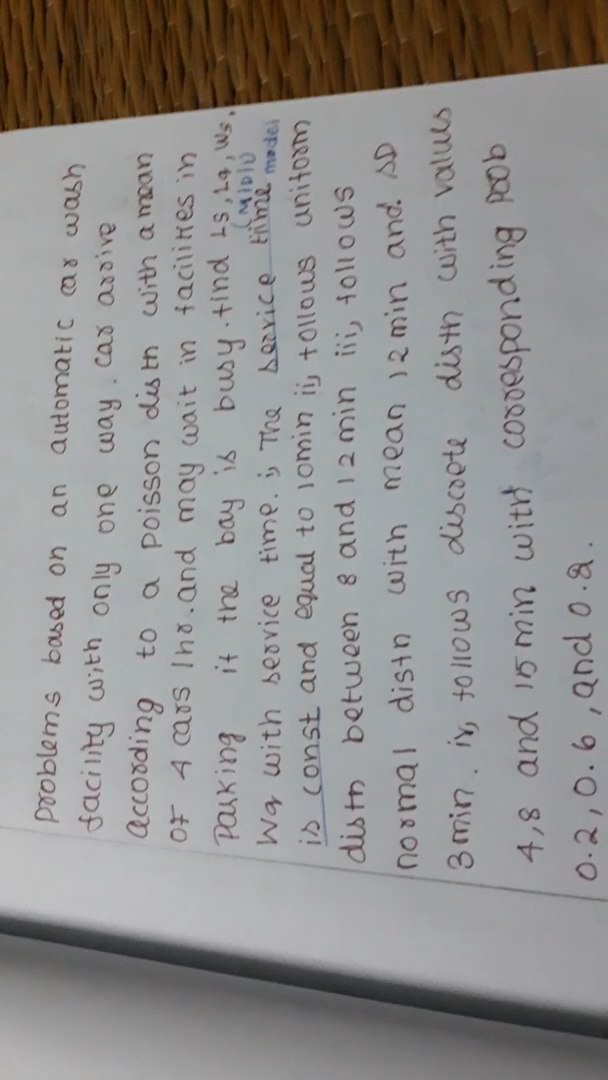 problems based on an automatic car wash
facility with only one way. car arrive
according to a poisson distn with a mean
of 4 cars 1hr. and may wait in facilities in
Parking if the bay is busy. find Ls, Lq, Ws,
Wq with service time. i, The service time (M/D/1) model
is const and equal to 10min ii, follows uniform
distn between 8 and 12 min iii, follows
normal distn with mean 12 min and SD
3 min. iv, follows discrete distn with values
4,8 and 15 min with corresponding prob
0.2, 0.6, and 0.2.